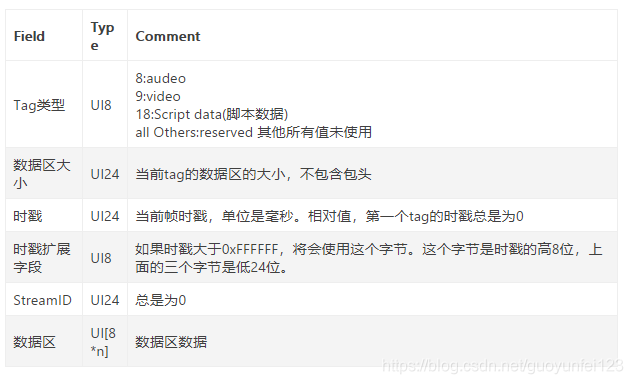 Field
Typ
e
Comment
Tag类型
UI8
8:audeo
9:video
18:Script data(脚本数据)
all Others:reserved 其他所有值未使用
数据区大
小
UI24
当前tag的数据区的大小，不包含包头
时戳
UI24
当前帧时戳，单位是毫秒。相对值，第一个tag的时戳总是为0
时戳扩展
字段
UI8
如果时戳大于0xFFFFFF，将会使用这个字节。这个字节是时戳的高8位，上
面的三个字节是低24位。
StreamID
UI24
总是为0
数据区
UI[8
*n]
数据区数据
https://blog.csdn.net/guoyunfei123